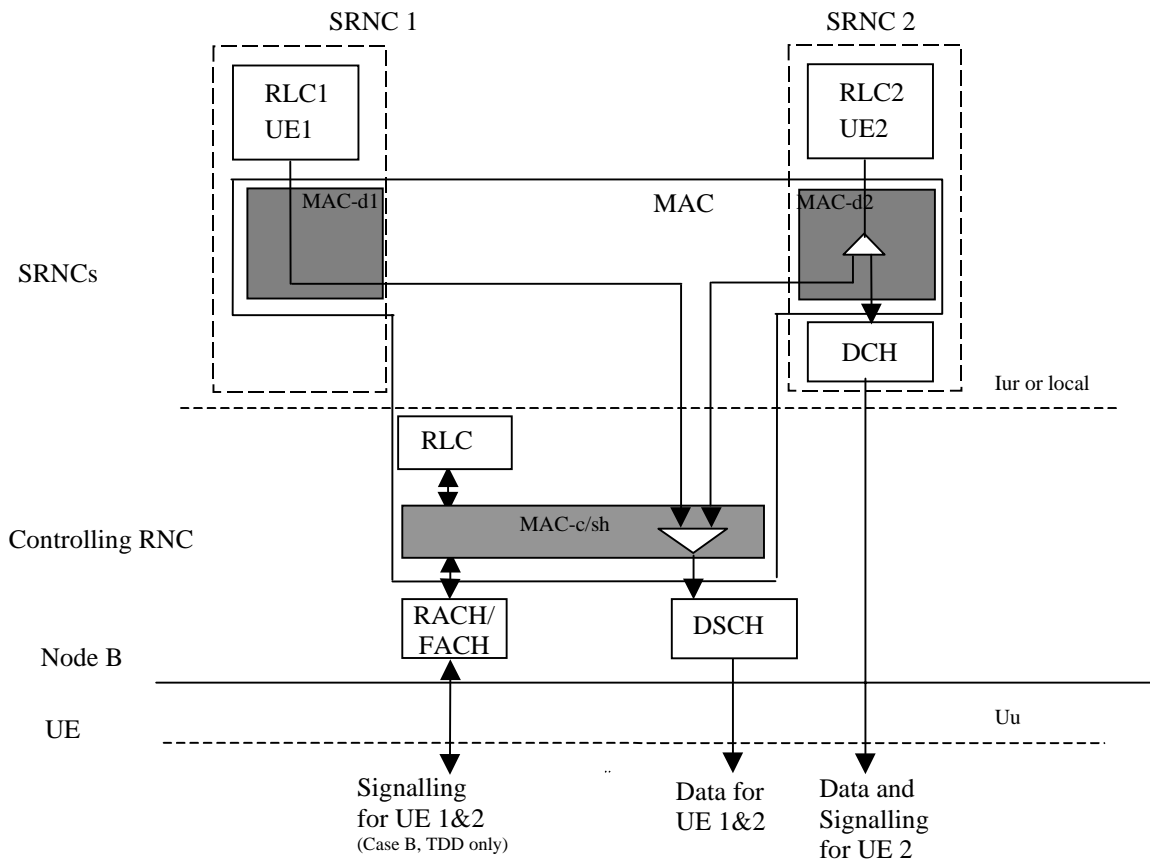 SRNC 1
SRNC 2
RLC1
UE1
RLC2
UE2
MAC-d1
MAC
MAC-d2
SRNCs
DCH
Iur or local
RLC
MAC-c/sh
Controlling RNC
RACH/
FACH
DSCH
Node B
UE
Uu
Signalling
for UE 1&2
(Case B, TDD only)
Data for
UE 1&2
Data and
Signalling
for UE 2